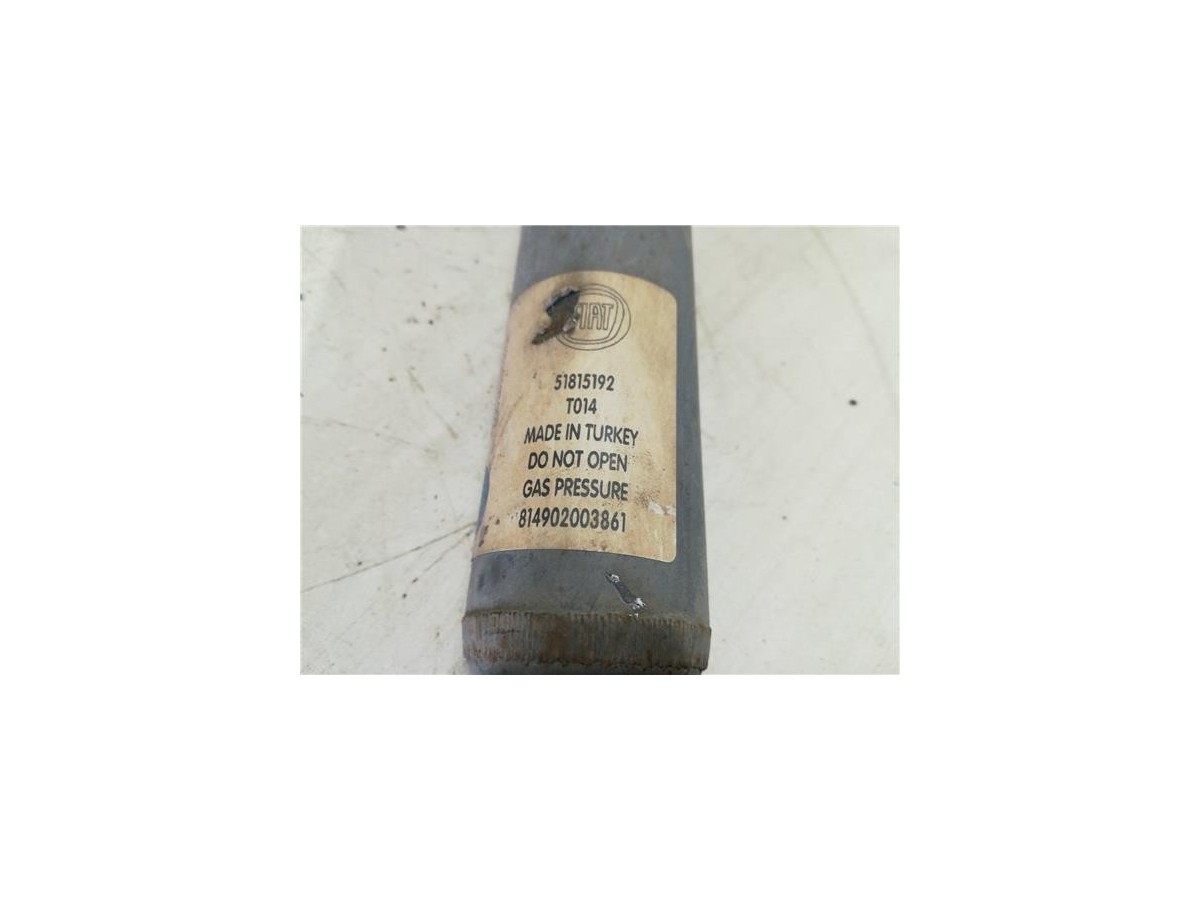 FIAT
51815192
T014
MADE IN TURKEY
DO NOT OPEN
GAS PRESSURE
814902003861